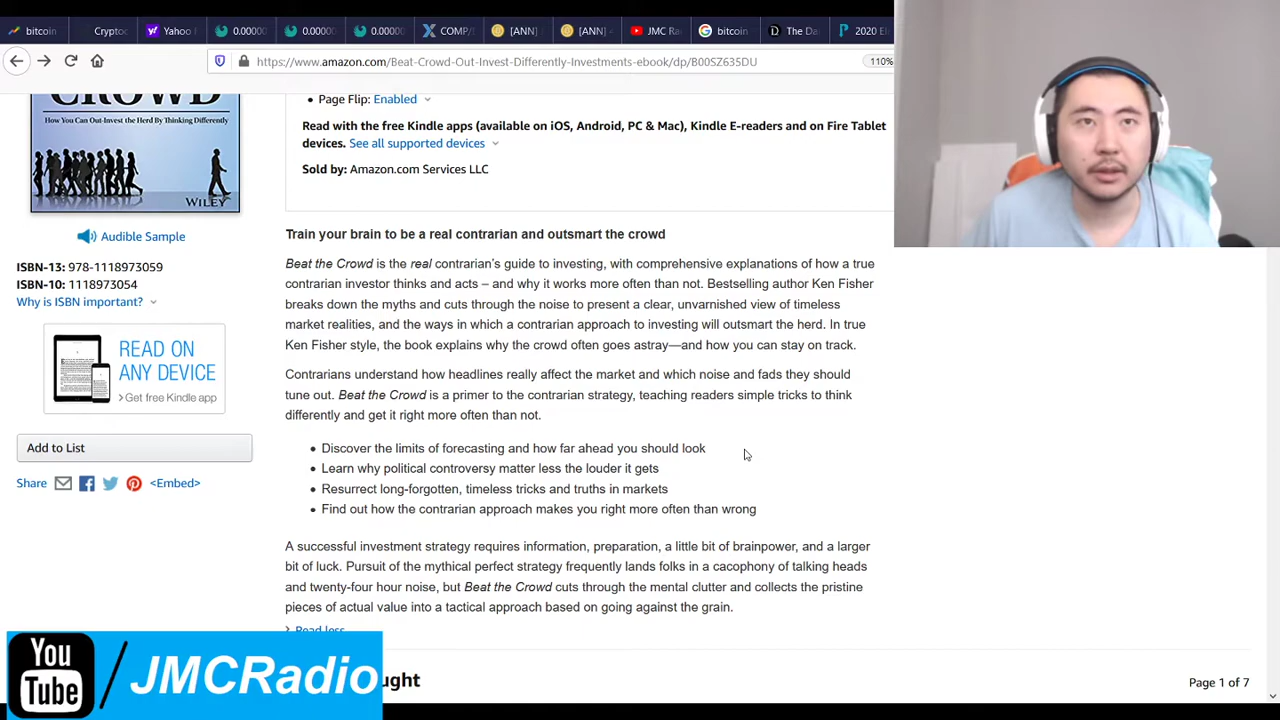 bitcoin
Cryptoc
Yahoo
0.00000
0.00000
0.00000
COMP/
[ANN]
[ANN]
JMC Ra
bitcoin
The Da
2020 El
https://www.amazon.com/Beat-Crowd-Out-Invest-Differently-Investments-ebook/dp/B00SZ635DU
110%
CROWD
How You Can Out-Invest the Herd By Thinking Differently
WILEY
Audible Sample
ISBN-13: 978-1118973059
ISBN-10: 1118973054
Why is ISBN important?
READ ON
ANY DEVICE
Get free Kindle app
Add to List
Share
<Embed>
• Page Flip: Enabled
Read with the free Kindle apps (available on iOS, Android, PC & Mac), Kindle E-readers and on Fire Tablet
devices. See all supported devices
Sold by: Amazon.com Services LLC
Train your brain to be a real contrarian and outsmart the crowd
Beat the Crowd is the real contrarian's guide to investing, with comprehensive explanations of how a true
contrarian investor thinks and acts – and why it works more often than not. Bestselling author Ken Fisher
breaks down the myths and cuts through the noise to present a clear, unvarnished view of timeless
market realities, and the ways in which a contrarian approach to investing will outsmart the herd. In true
Ken Fisher style, the book explains why the crowd often goes astray—and how you can stay on track.
Contrarians understand how headlines really affect the market and which noise and fads they should
tune out. Beat the Crowd is a primer to the contrarian strategy, teaching readers simple tricks to think
differently and get it right more often than not.
• Discover the limits of forecasting and how far ahead you should look
• Learn why political controversy matter less the louder it gets
• Resurrect long-forgotten, timeless tricks and truths in markets
• Find out how the contrarian approach makes you right more often than wrong
A successful investment strategy requires information, preparation, a little bit of brainpower, and a larger
bit of luck. Pursuit of the mythical perfect strategy frequently lands folks in a cacophony of talking heads
and twenty-four hour noise, but Beat the Crowd cuts through the mental clutter and collects the pristine
pieces of actual value into a tactical approach based on going against the grain.
Read less
ught
Page 1 of 7
You
Tube
/JMCRadio